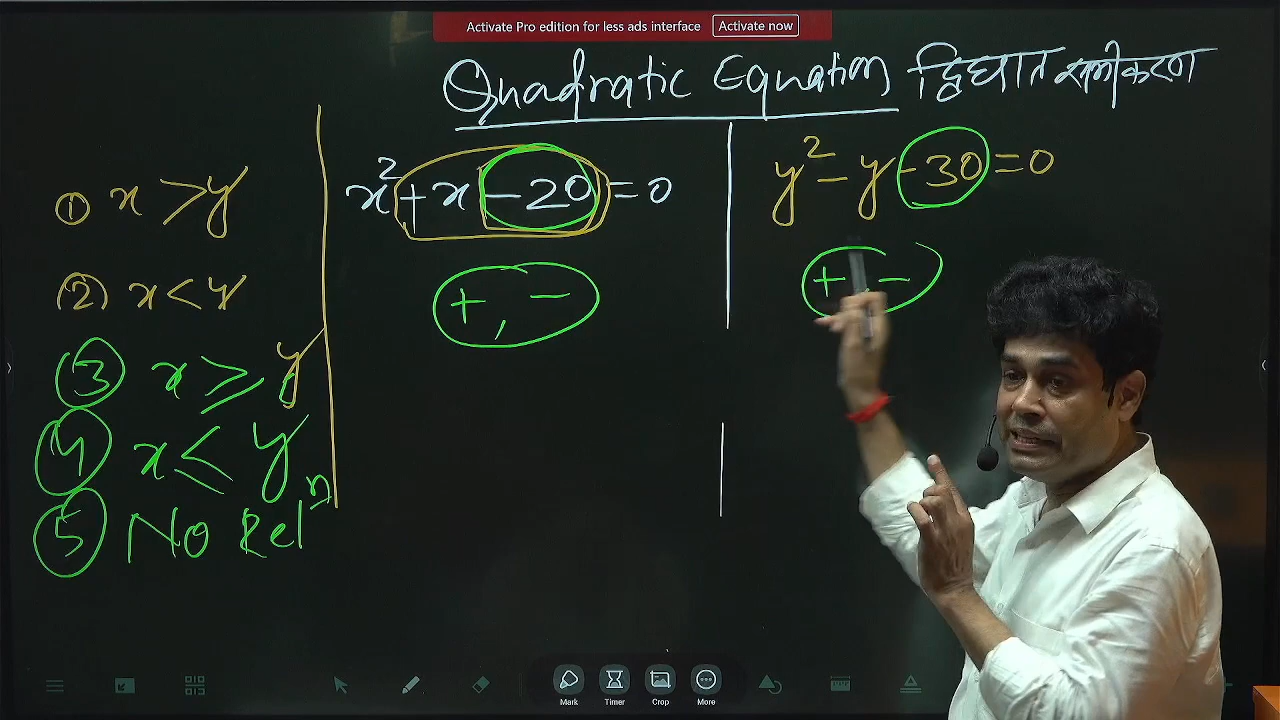 Activate Pro edition for less ads interface Activate now
Quadratic Equation द्विघात समीकरण
① x > y
(2) x < y
③ x ≥ y
④ x < y
⑤ No Relⁿ
x² + x − 20 = 0
+, −
y² − y − 30 = 0
+, −
Mark Timer Crop More